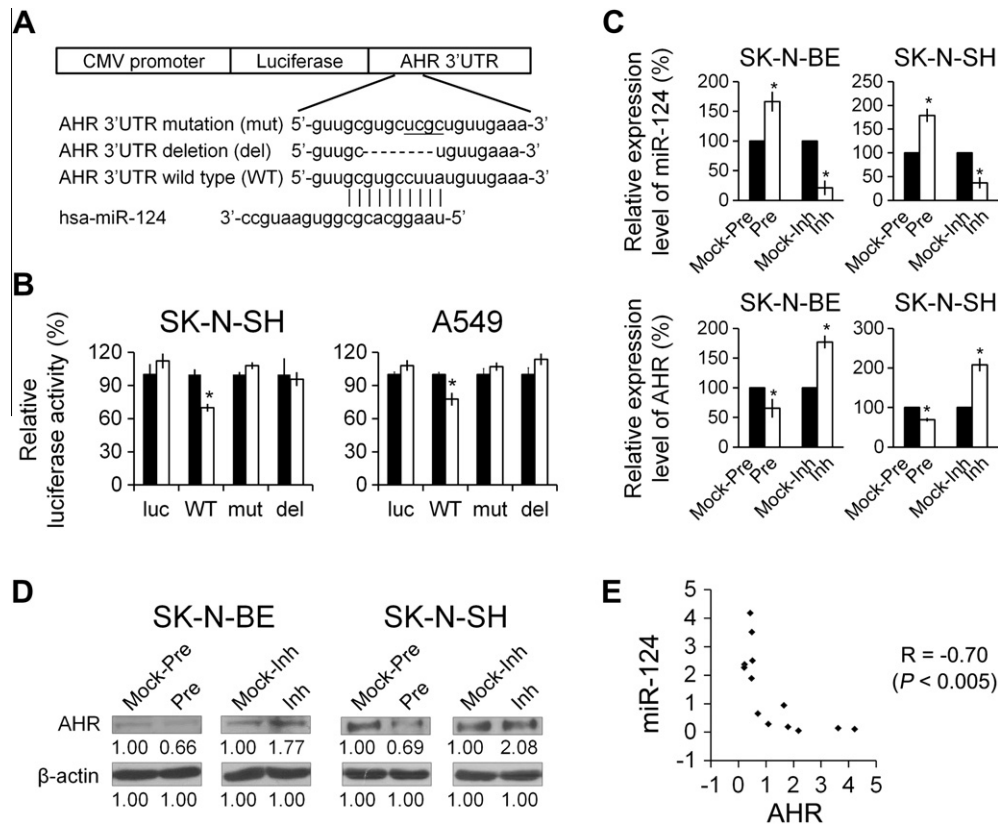 A
CMV promoter Luciferase AHR 3'UTR
AHR 3'UTR mutation (mut) 5'-guugcgugcucgcuguugaaa-3'
AHR 3'UTR deletion (del) 5'-guugc---------uguugaaa-3'
AHR 3'UTR wild type (WT) 5'-guugcgugccuuauguugaaa-3'
hsa-miR-124 3'-ccguaaguggcgcacggaau-5'
B
SK-N-SH A549
Relative
luciferase activity (%)
120
90
60
30
0
*
luc WT mut del
120
90
60
30
0
*
luc WT mut del
C
SK-N-BE SK-N-SH
Relative expression
level of miR-124 (%)
200
150
100
50
0
* *
Mock-Pre Pre Mock-Inh Inh
250
200
150
100
50
0
* *
Mock-Pre Pre Mock-Inh Inh
SK-N-BE SK-N-SH
Relative expression
level of AHR (%)
200
150
100
50
0
* *
Mock-Pre Pre Mock-Inh Inh
300
200
100
0
* *
Mock-Pre Pre Mock-Inh Inh
D
SK-N-BE SK-N-SH
Mock-Pre Pre Mock-Inh Inh Mock-Pre Pre Mock-Inh Inh
AHR
1.00 0.66 1.00 1.77 1.00 0.69 1.00 2.08
β-actin
1.00 1.00 1.00 1.00 1.00 1.00 1.00 1.00
E
miR-124
5
4
3
2
1
0
-1
-1 0 1 2 3 4 5
AHR
R = -0.70
(P < 0.005)